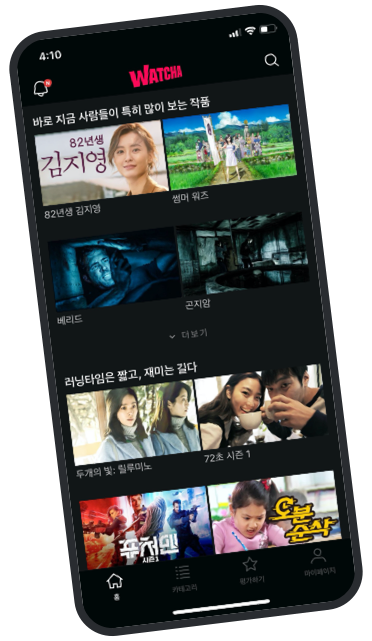 4:10
N
WATCHA
바로 지금 사람들이 특히 많이 보는 작품
82년생
김지영
82년생 김지영
썸머 워즈
베리드
곤지암
더보기
러닝타임은 짧고, 재미는 길다
두개의 빛: 릴루미노
72초 시즌 1
퓨처맨
시즌1
오분
순삭
홈
카테고리
평가하기
마이페이지